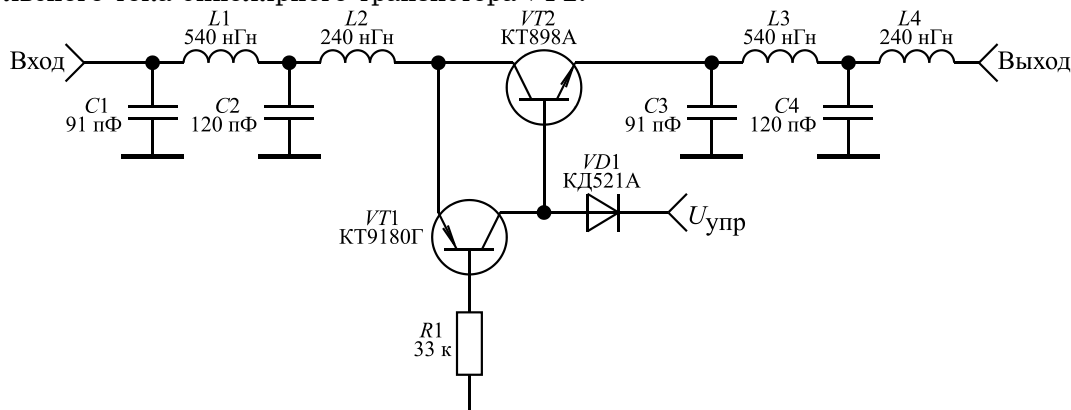 L1
540 нГн
L2
240 нГн
VT2
КТ898А
L3
540 нГн
L4
240 нГн
Вход
Выход
C1
91 пФ
C2
120 пФ
C3
91 пФ
C4
120 пФ
VD1
КД521А
VT1
КТ9180Г
Uупр
R1
33 к